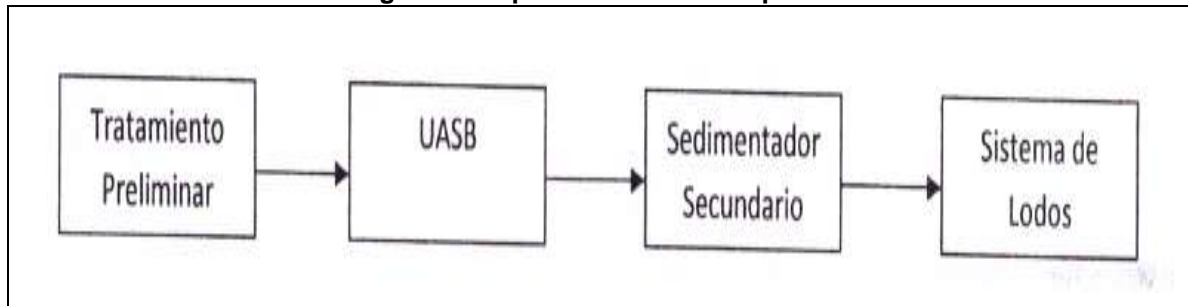 Tratamiento
Preliminar
UASB
Sedimentador
Secundario
Sistema de
Lodos